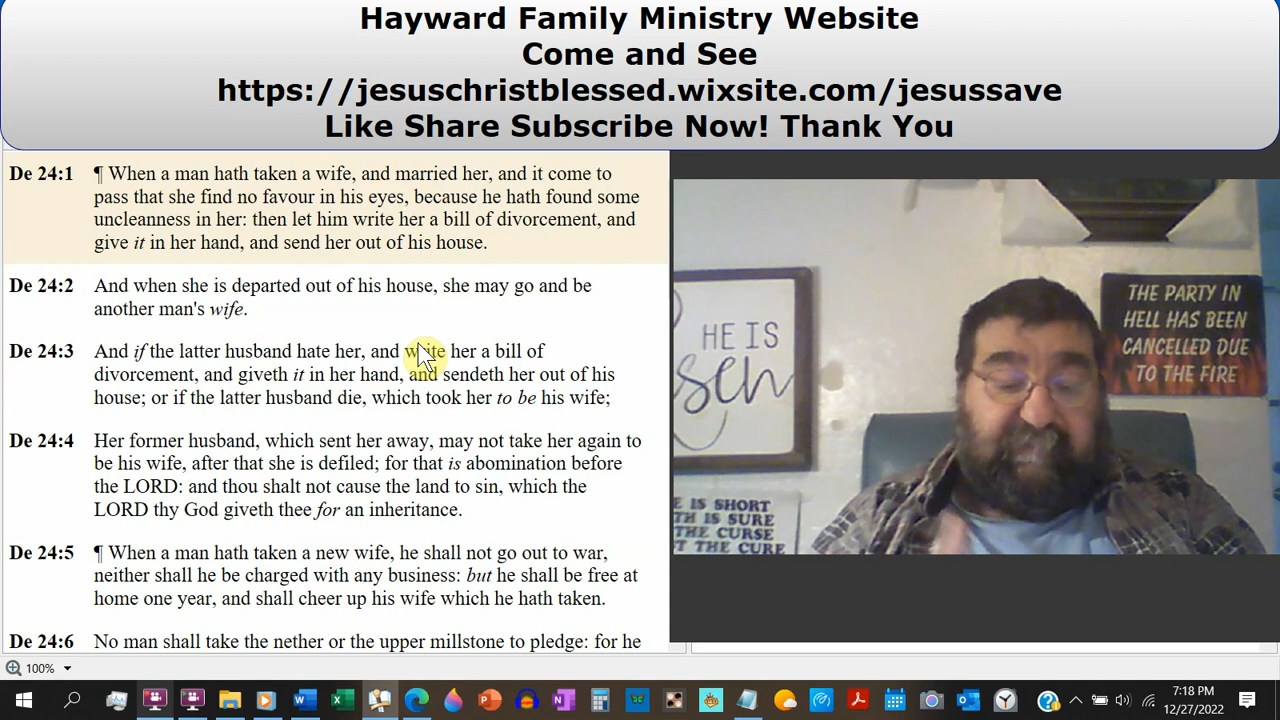 Hayward Family Ministry Website
Come and See
https://jesuschristblessed.wixsite.com/jesussave
Like Share Subscribe Now! Thank You
De 24:1 ¶ When a man hath taken a wife, and married her, and it come to
pass that she find no favour in his eyes, because he hath found some
uncleanness in her: then let him write her a bill of divorcement, and
give it in her hand, and send her out of his house.
De 24:2 And when she is departed out of his house, she may go and be
another man's wife.
De 24:3 And if the latter husband hate her, and write her a bill of
divorcement, and giveth it in her hand, and sendeth her out of his
house; or if the latter husband die, which took her to be his wife;
De 24:4 Her former husband, which sent her away, may not take her again to
be his wife, after that she is defiled; for that is abomination before
the LORD: and thou shalt not cause the land to sin, which the
LORD thy God giveth thee for an inheritance.
De 24:5 ¶ When a man hath taken a new wife, he shall not go out to war,
neither shall he be charged with any business: but he shall be free at
home one year, and shall cheer up his wife which he hath taken.
De 24:6 No man shall take the nether or the upper millstone to pledge: for he
HE IS
sen
THE PARTY IN
HELL HAS BEEN
CANCELLED DUE
TO THE FIRE
E IS SHORT
TH IS SURE
THE CURSE
T THE CURE
100%
7:18 PM
12/27/2022